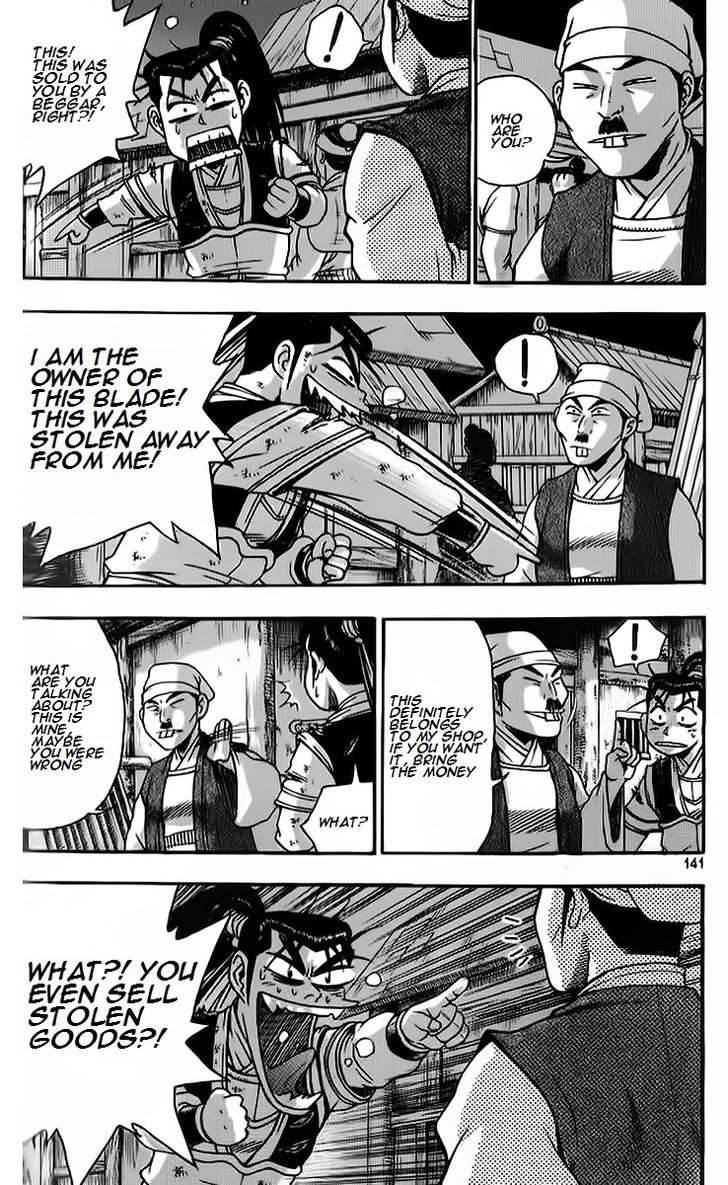 THIS!
THIS WAS
SOLD TO
YOU BY A
BEGGAR,
RIGHT?!
!
WHO
ARE
YOU?
I AM THE
OWNER OF
THIS BLADE!
THIS WAS
STOLEN AWAY
FROM ME!
!
WHAT
ARE YOU
TALKING
ABOUT?
THIS IS
MINE,
MAYBE
YOU WERE
WRONG
WHAT?
THIS
DEFINITELY
BELONGS
TO MY SHOP,
IF YOU WANT
IT, BRING
THE MONEY
!
141
WHAT?! YOU
EVEN SELL
STOLEN
GOODS?!